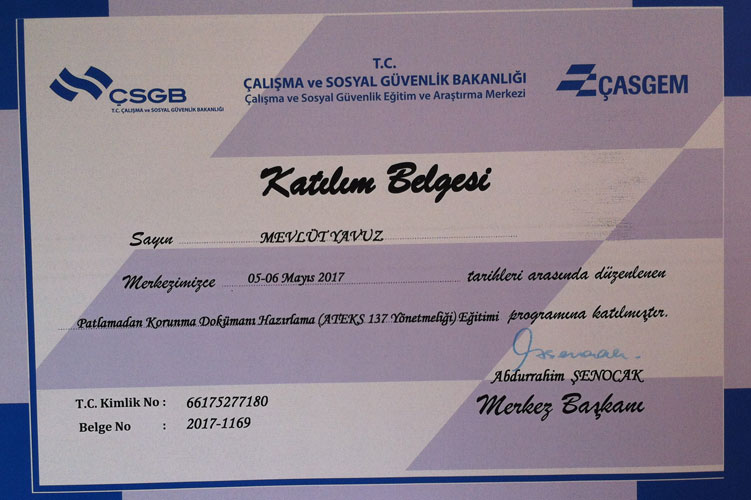 T.C.
ÇALIŞMA ve SOSYAL GÜVENLİK BAKANLIĞI
Çalışma ve Sosyal Güvenlik Eğitim ve Araştırma Merkezi
ÇSGB
T.C. ÇALIŞMA ve SOSYAL GÜVENLİK BAKANLIĞI
ÇASGEM
Katılım Belgesi
Sayın MEVLÜT YAVUZ
Merkezimizce 05-06 Mayıs 2017 tarihleri arasında düzenlenen
Patlamadan Korunma Dokümanı Hazırlama (ATEKS 137 Yönetmeliği) Eğitimi programına katılmıştır.
Abdurrahim ŞENOCAK
Merkez Başkanı
T.C. Kimlik No : 66175277180
Belge No : 2017-1169